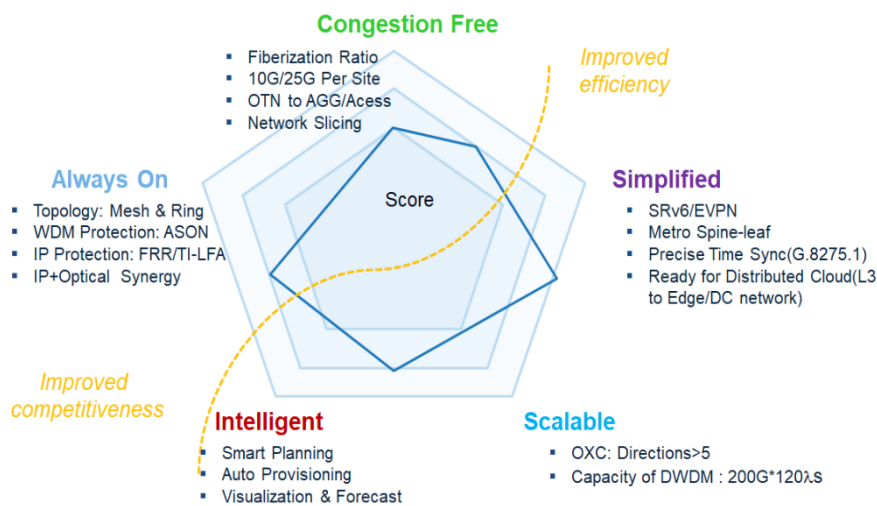 Congestion Free
▪ Fiberization Ratio
▪ 10G/25G Per Site
▪ OTN to AGG/Acess
▪ Network Slicing
Improved
efficiency
Always On
▪ Topology: Mesh & Ring
▪ WDM Protection: ASON
▪ IP Protection: FRR/TI-LFA
▪ IP+Optical Synergy
Score
Simplified
▪ SRv6/EVPN
▪ Metro Spine-leaf
▪ Precise Time Sync(G.8275.1)
▪ Ready for Distributed Cloud(L3
to Edge/DC network)
Improved
competitiveness
Intelligent
▪ Smart Planning
▪ Auto Provisioning
▪ Visualization & Forecast
Scalable
▪ OXC: Directions>5
▪ Capacity of DWDM : 200G*120λs